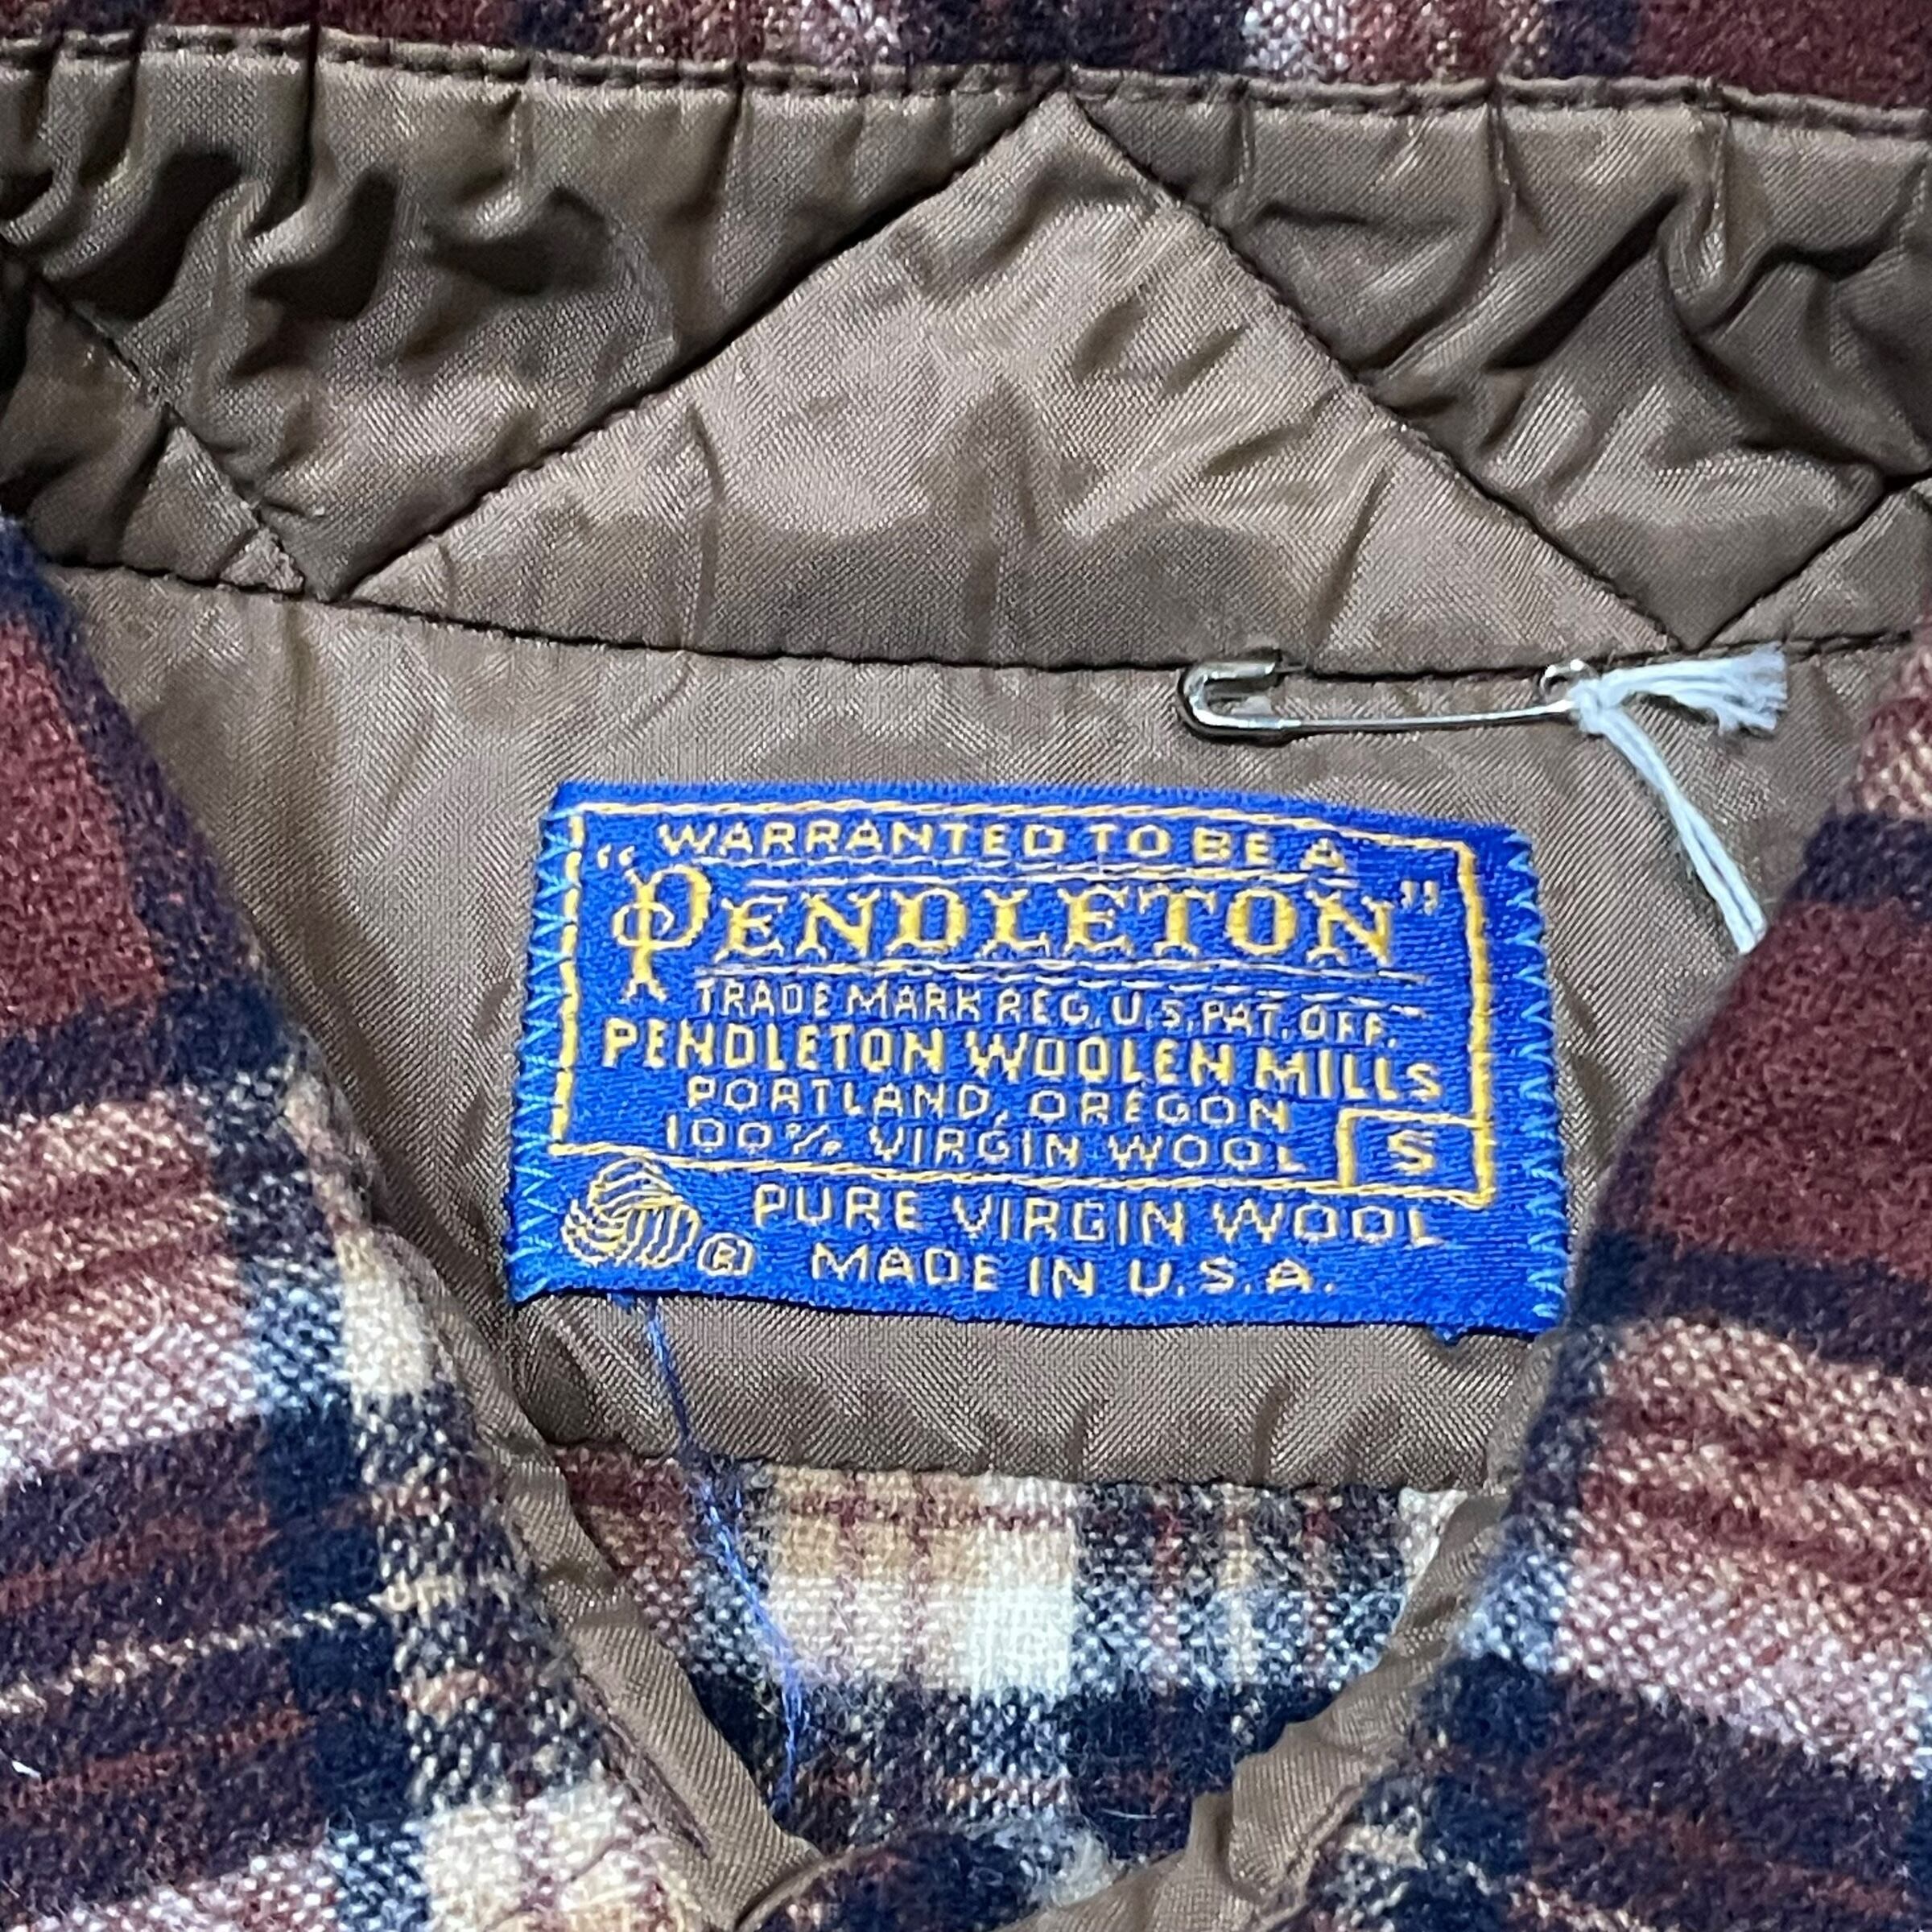 WARRANTED TO BE A
"PENDLETON"
TRADE MARK REG. U.S. PAT. OFF.
PENDLETON WOOLEN MILLS
PORTLAND, OREGON
100% VIRGIN WOOL S
PURE VIRGIN WOOL
® MADE IN U.S.A.